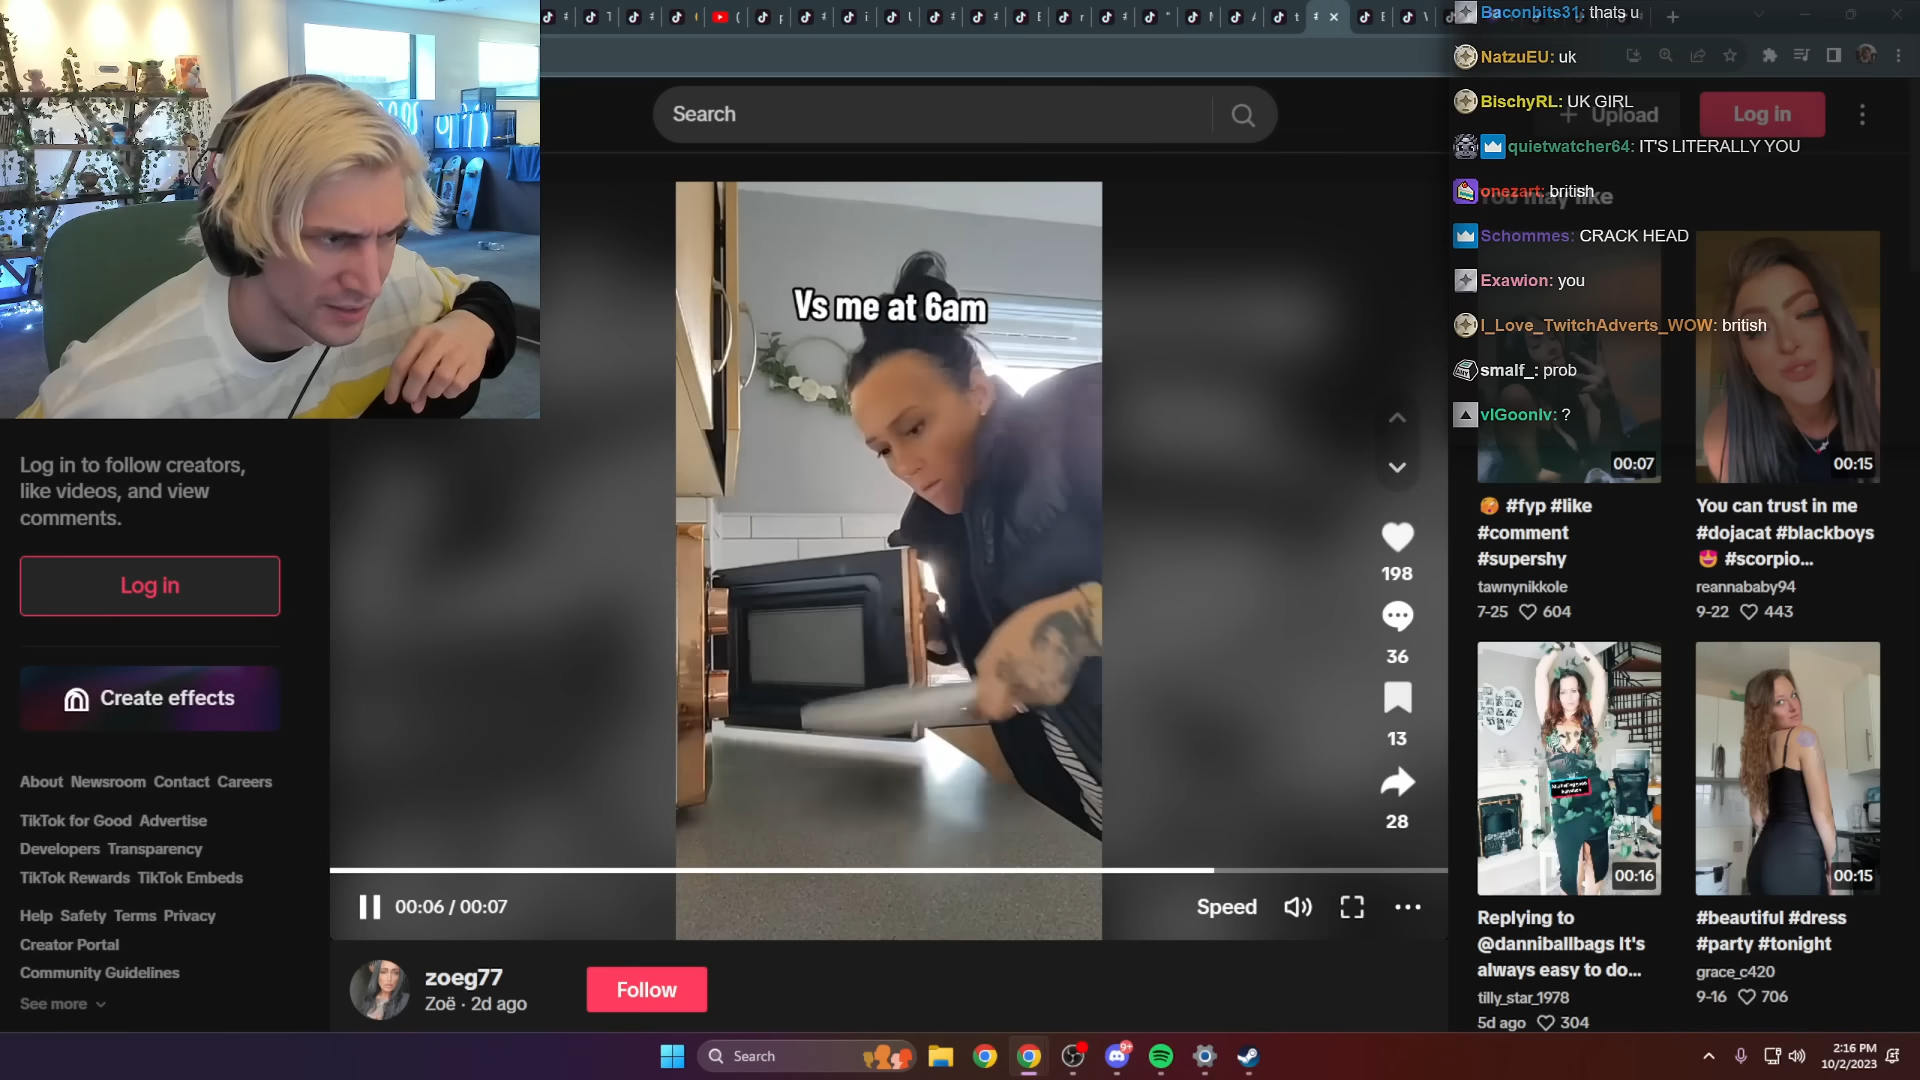 Search
Upload
Log in
Baconbits31: thats u
NatzuEU: uk
BischyRL: UK GIRL
quietwatcher64: IT'S LITERALLY YOU
onezart: british
You may like
Schommes: CRACK HEAD
Exawion: you
I_Love_TwitchAdverts_WOW: british
smalf_: prob
vIGoonIv: ?
Vs me at 6am
Log in to follow creators,
like videos, and view
comments.
Log in
Create effects
About Newsroom Contact Careers
TikTok for Good Advertise
Developers Transparency
TikTok Rewards TikTok Embeds
Help Safety Terms Privacy
Creator Portal
Community Guidelines
See more
198
36
13
28
00:06 / 00:07
Speed
zoeg77
Zoë · 2d ago
Follow
00:07
🥵 #fyp #like
#comment
#supershy
tawnynikkole
7-25 604
00:15
You can trust in me
#dojacat #blackboys
😍 #scorpio...
reannababy94
9-22 443
00:16
Replying to
@danniballbags It's
always easy to do...
tilly_star_1978
5d ago 304
00:15
#beautiful #dress
#party #tonight
grace_c420
9-16 706
Search
9+
2:16 PM
10/2/2023